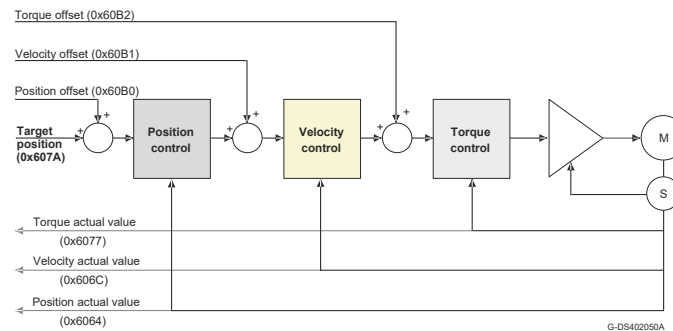 Torque offset (0x60B2)
Velocity offset (0x60B1)
Position offset (0x60B0)
+
+
+
+
+
+
Target
position
(0x607A)
Position
control
Velocity
control
Torque
control
M
S
Torque actual value
(0x6077)
Velocity actual value
(0x606C)
Position actual value
(0x6064)
G-DS402050A